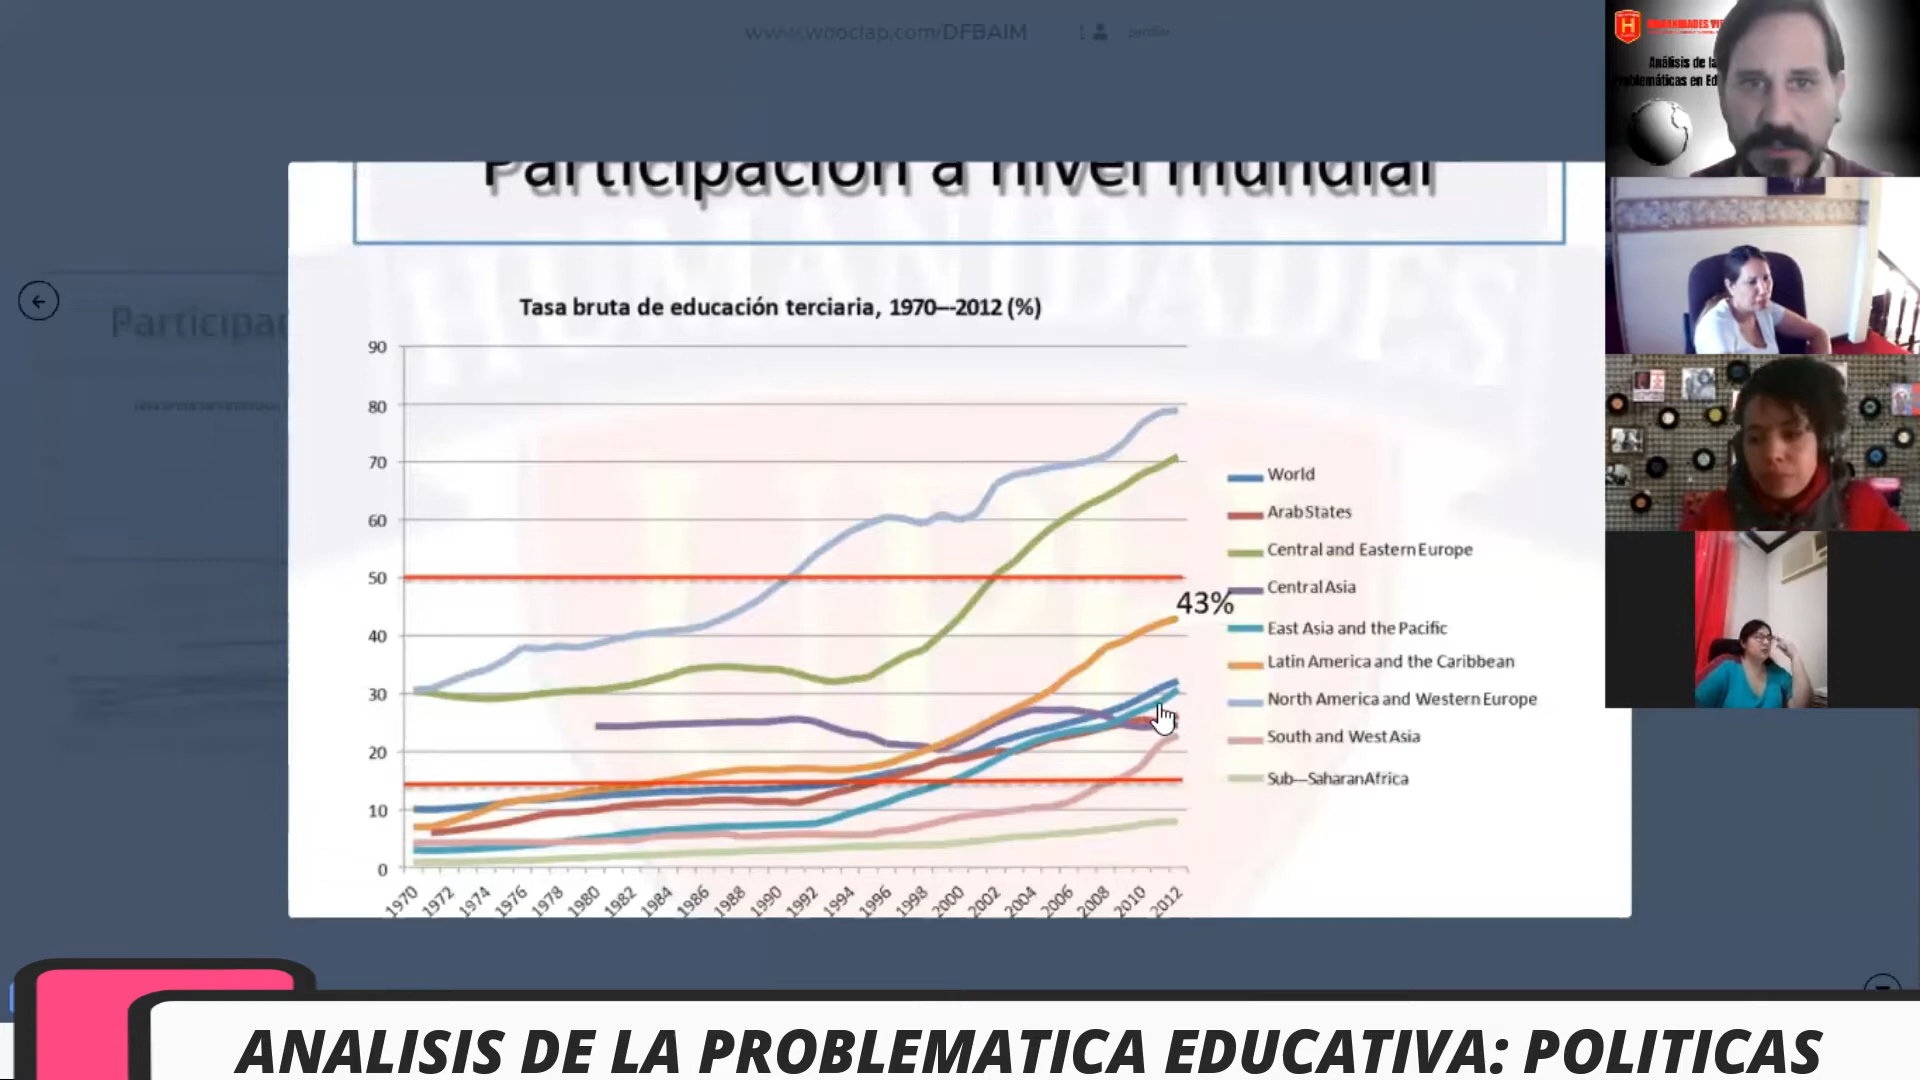 www.wooclap.com/DFBAIM
1
HUMANIDADES
Análisis de la
Problemáticas en Ed
Participación a nivel mundial
Participac
HUMANIDADES
Tasa bruta de educación terciaria, 1970—-2012 (%)
90
80
70
60
50
40
30
20
10
0
43%
World
Arab States
Central and Eastern Europe
Central Asia
East Asia and the Pacific
Latin America and the Caribbean
North America and Western Europe
South and West Asia
Sub-—Saharan Africa
1970
1972
1974
1976
1978
1980
1982
1984
1986
1988
1990
1992
1994
1996
1998
2000
2002
2004
2006
2008
2010
2012
ANALISIS DE LA PROBLEMATICA EDUCATIVA: POLITICAS